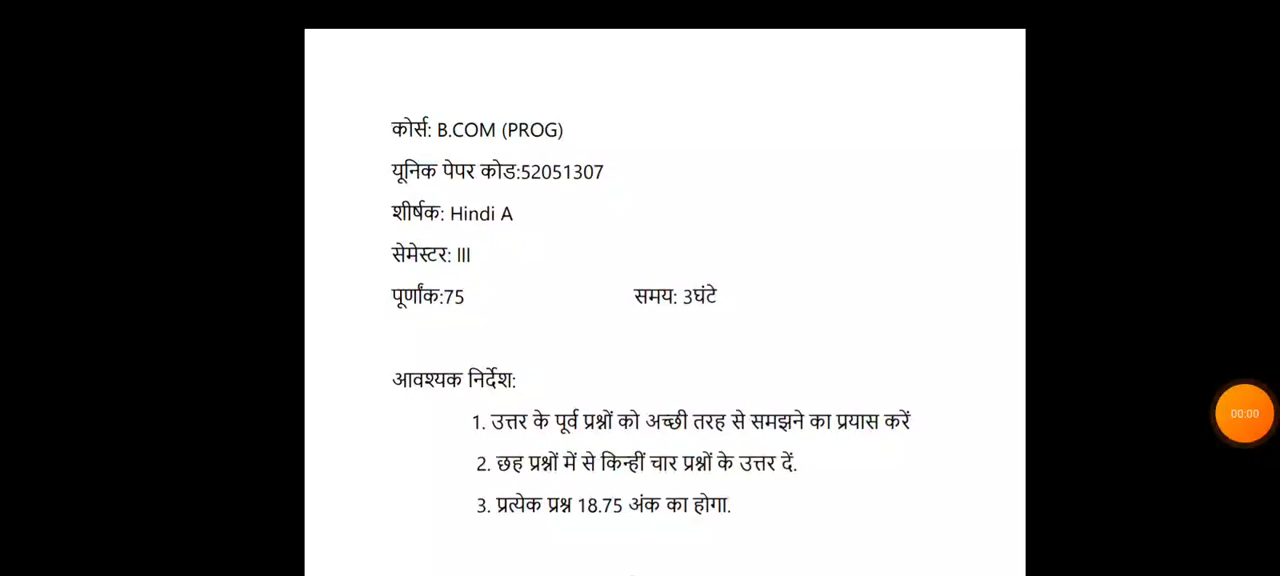 कोर्स: B.COM (PROG)
यूनिक पेपर कोड:52051307
शीर्षक: Hindi A
सेमेस्टर: III
पूर्णांक:75 समय: 3घंटे
आवश्यक निर्देश:
1. उत्तर के पूर्व प्रश्नों को अच्छी तरह से समझने का प्रयास करें
2. छह प्रश्नों में से किन्हीं चार प्रश्नों के उत्तर दें.
3. प्रत्येक प्रश्न 18.75 अंक का होगा.
00:00